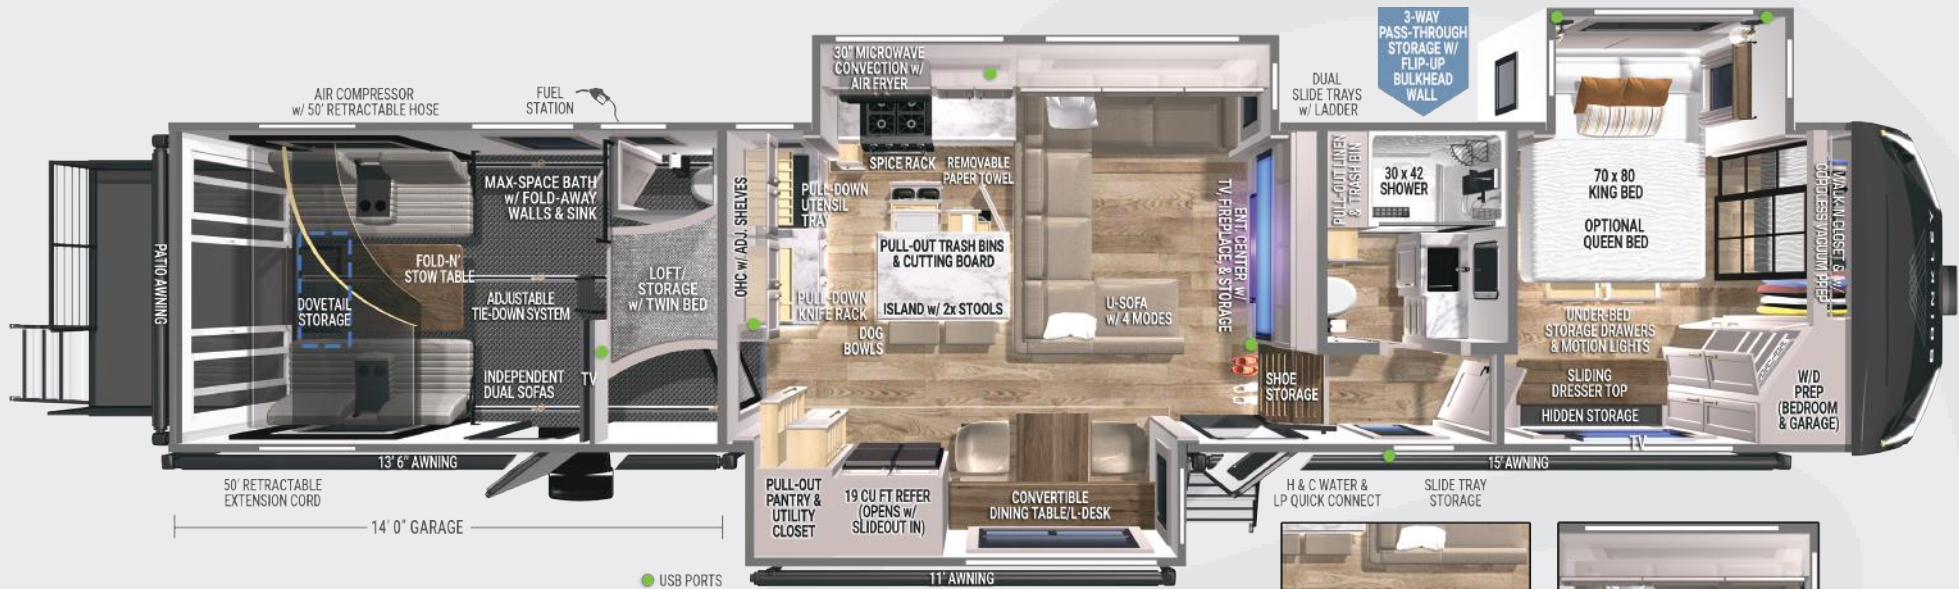 3-WAY
PASS-THROUGH
STORAGE W/
FLIP-UP
BULKHEAD
WALL
30" MICROWAVE
CONVECTION w/
AIR FRYER
DUAL
SLIDE TRAYS
w/ LADDER
AIR COMPRESSOR
w/ 50' RETRACTABLE HOSE
FUEL
STATION
PATIO AWNING
MAX-SPACE BATH
w/ FOLD-AWAY
WALLS & SINK
FOLD-N'
STOW TABLE
DOVETAIL
STORAGE
ADJUSTABLE
TIE-DOWN SYSTEM
INDEPENDENT
DUAL SOFAS
TV
LOFT/
STORAGE
w/ TWIN BED
OHC w/ ADJ. SHELVES
PULL-DOWN
UTENSIL
TRAY
PULL-DOWN
KNIFE RACK
SPICE RACK
REMOVABLE
PAPER TOWEL
PULL-OUT TRASH BINS
& CUTTING BOARD
ISLAND w/ 2x STOOLS
DOG
BOWLS
U-SOFA
w/ 4 MODES
ENT. CENTER w/
TV, FIREPLACE, & STORAGE
SHOE
STORAGE
PULL-OUT LINEN
& TRASH BIN
30 x 42
SHOWER
70 x 80
KING BED
OPTIONAL
QUEEN BED
UNDER-BED
STORAGE DRAWERS
& MOTION LIGHTS
SLIDING
DRESSER TOP
HIDDEN STORAGE
TV
WALK-IN CLOSET & w/
CORDLESS VACUUM PREP
W/D
PREP
(BEDROOM
& GARAGE)
BRINKLEY
13' 6" AWNING
15' AWNING
50' RETRACTABLE
EXTENSION CORD
14' 0" GARAGE
PULL-OUT
PANTRY &
UTILITY
CLOSET
19 CU FT REFER
(OPENS w/
SLIDEOUT IN)
CONVERTIBLE
DINING TABLE/L-DESK
H & C WATER &
LP QUICK CONNECT
SLIDE TRAY
STORAGE
USB PORTS
11' AWNING